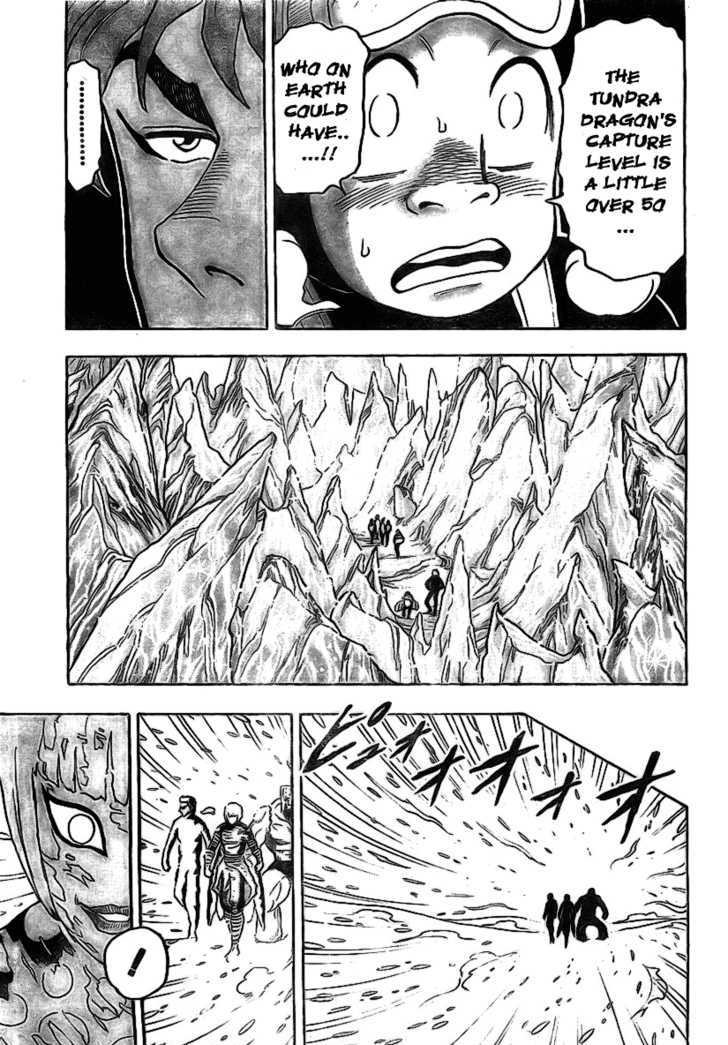 THE
TUNDRA
DRAGON'S
CAPTURE
LEVEL IS
A LITTLE
OVER 50
...
WHO ON
EARTH
COULD
HAVE..
...!!
............
ピュオオオオオ
!